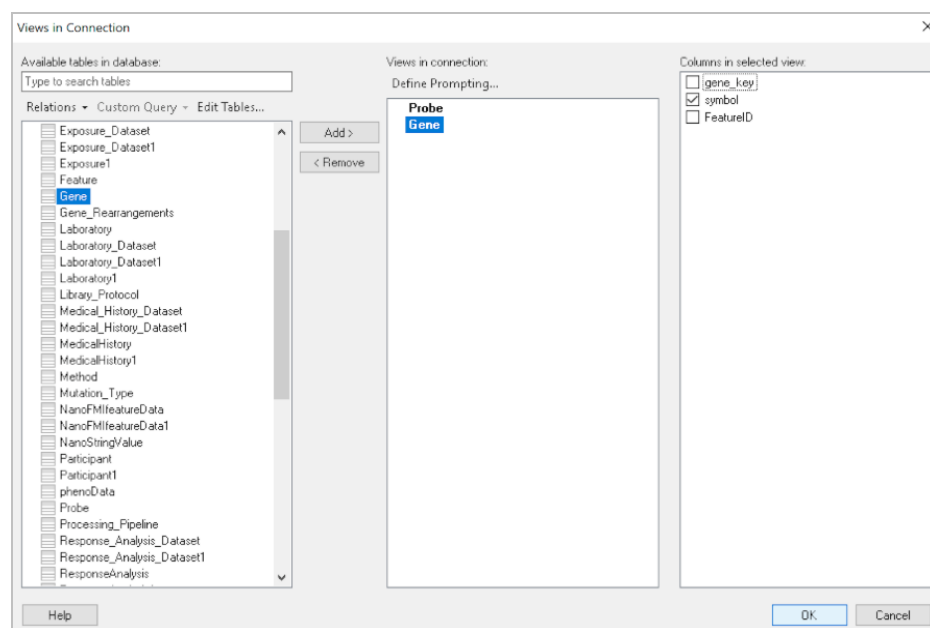 Views in Connection
Available tables in database:
Type to search tables
Relations Custom Query Edit Tables...
Exposure_Dataset
Exposure_Dataset1
Exposure1
Feature
Gene
Gene_Rearrangements
Laboratory
Laboratory_Dataset
Laboratory_Dataset1
Laboratory1
Library_Protocol
Medical_History_Dataset
Medical_History_Dataset1
MedicalHistory
MedicalHistory1
Method
Mutation_Type
NanoFMIfeatureData
NanoFMIfeatureData1
NanoStringValue
Participant
Participant1
phenoData
Probe
Processing_Pipeline
Response_Analysis_Dataset
Response_Analysis_Dataset1
ResponseAnalysis
Add >
< Remove
Views in connection:
Define Prompting...
Probe
Gene
Columns in selected view:
gene_key
symbol
FeatureID
Help
OK
Cancel